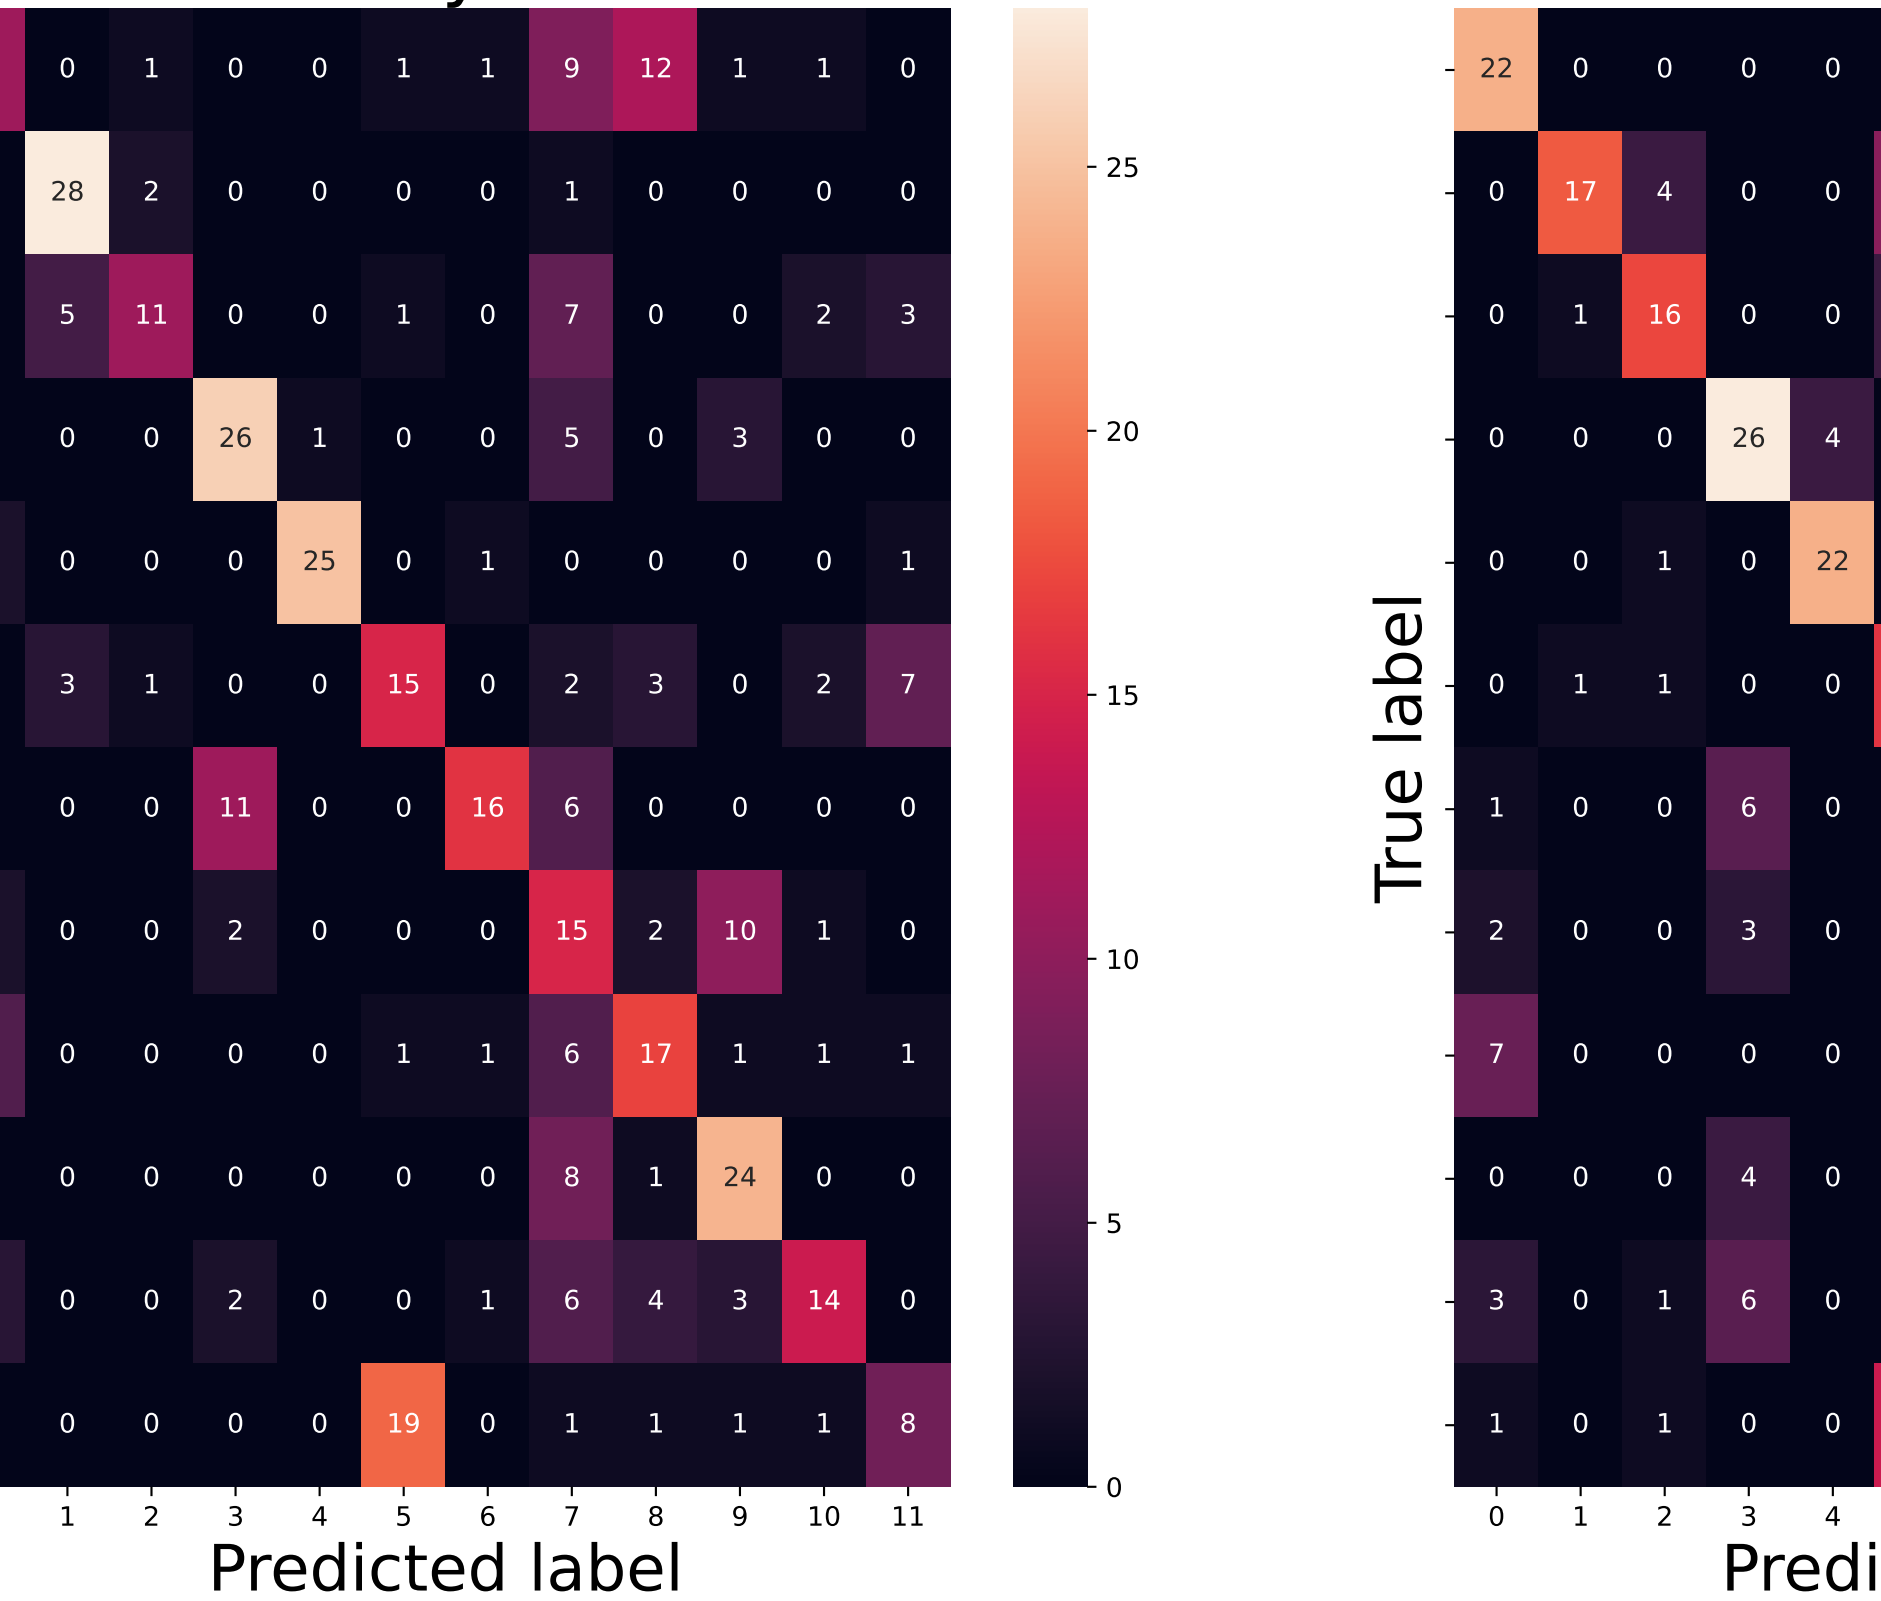 0 1 0 0 1 1 9 12 1 1 0
28 2 0 0 0 0 1 0 0 0 0
5 11 0 0 1 0 7 0 0 2 3
0 0 26 1 0 0 5 0 3 0 0
0 0 0 25 0 1 0 0 0 0 1
3 1 0 0 15 0 2 3 0 2 7
0 0 11 0 0 16 6 0 0 0 0
0 0 2 0 0 0 15 2 10 1 0
0 0 0 0 1 1 6 17 1 1 1
0 0 0 0 0 0 8 1 24 0 0
0 0 2 0 0 1 6 4 3 14 0
0 0 0 0 19 0 1 1 1 1 8
1 2 3 4 5 6 7 8 9 10 11
Predicted label
25
20
15
10
5
0
True label
22 0 0 0 0
0 17 4 0 0
0 1 16 0 0
0 0 0 26 4
0 0 1 0 22
0 1 1 0 0
1 0 0 6 0
2 0 0 3 0
7 0 0 0 0
0 0 0 4 0
3 0 1 6 0
1 0 1 0 0
0 1 2 3 4
Predi